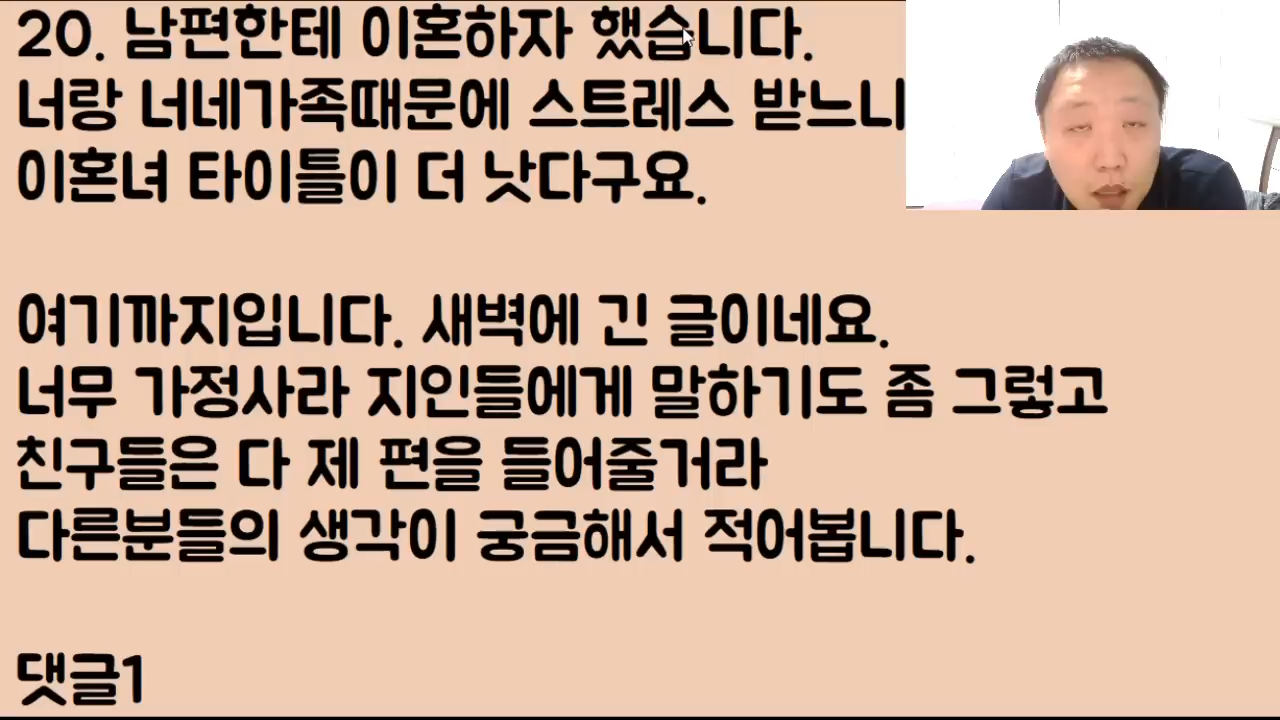 20. 남편한테 이혼하자 했습니다.
너랑 너네가족때문에 스트레스 받느니
이혼녀 타이틀이 더 낫다구요.
여기까지입니다. 새벽에 긴 글이네요.
너무 가정사라 지인들에게 말하기도 좀 그렇고
친구들은 다 제 편을 들어줄거라
다른분들의 생각이 궁금해서 적어봅니다.
댓글1